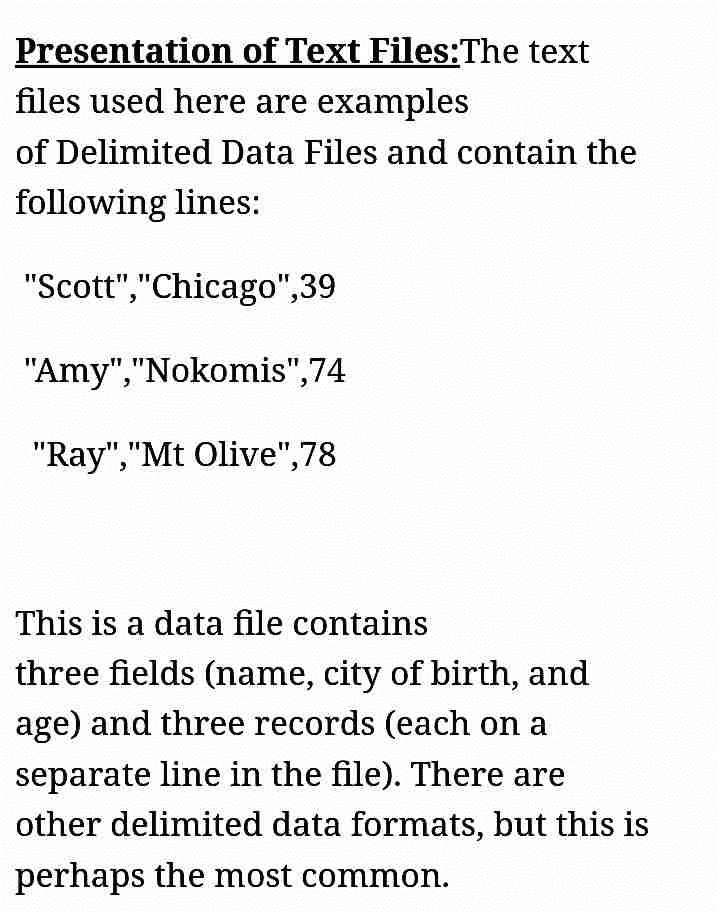 Presentation of Text Files:The text
files used here are examples
of Delimited Data Files and contain the
following lines:
"Scott","Chicago",39
"Amy","Nokomis",74
"Ray","Mt Olive",78
This is a data file contains
three fields (name, city of birth, and
age) and three records (each on a
separate line in the file). There are
other delimited data formats, but this is
perhaps the most common.